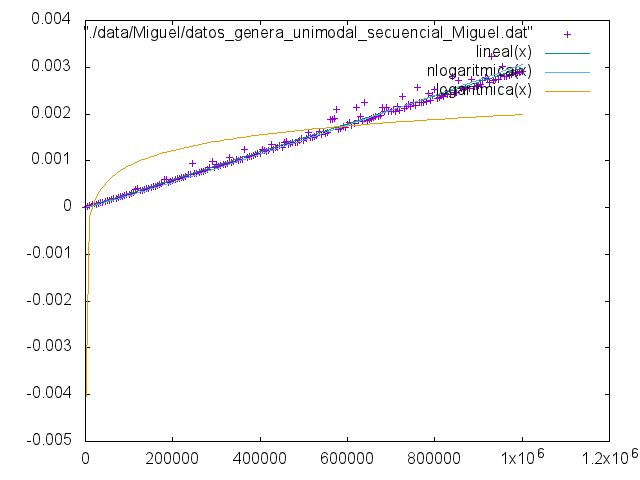 0.004
0.003
0.002
0.001
0
-0.001
-0.002
-0.003
-0.004
-0.005
"./data/Miguel/datos_genera_unimodal_secuencial_Miguel.dat"
lineal(x)
nlogaritmica(x)
logaritmica(x)
0 200000 400000 600000 800000 1x10^6 1.2x10^6